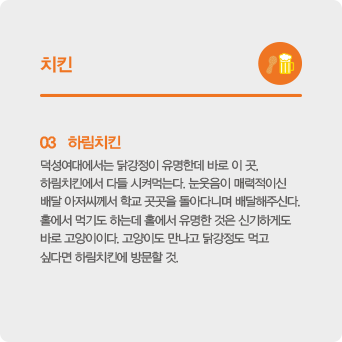 치킨
03 하림치킨
덕성여대에서는 닭강정이 유명한데 바로 이 곳.
하림치킨에서 다들 시켜먹는다. 눈웃음이 매력적이신
배달 아저씨께서 학교 곳곳을 돌아다니며 배달해주신다.
홀에서 먹기도 하는데 홀에서 유명한 것은 신기하게도
바로 고양이이다. 고양이도 만나고 닭강정도 먹고
싶다면 하림치킨에 방문할 것.